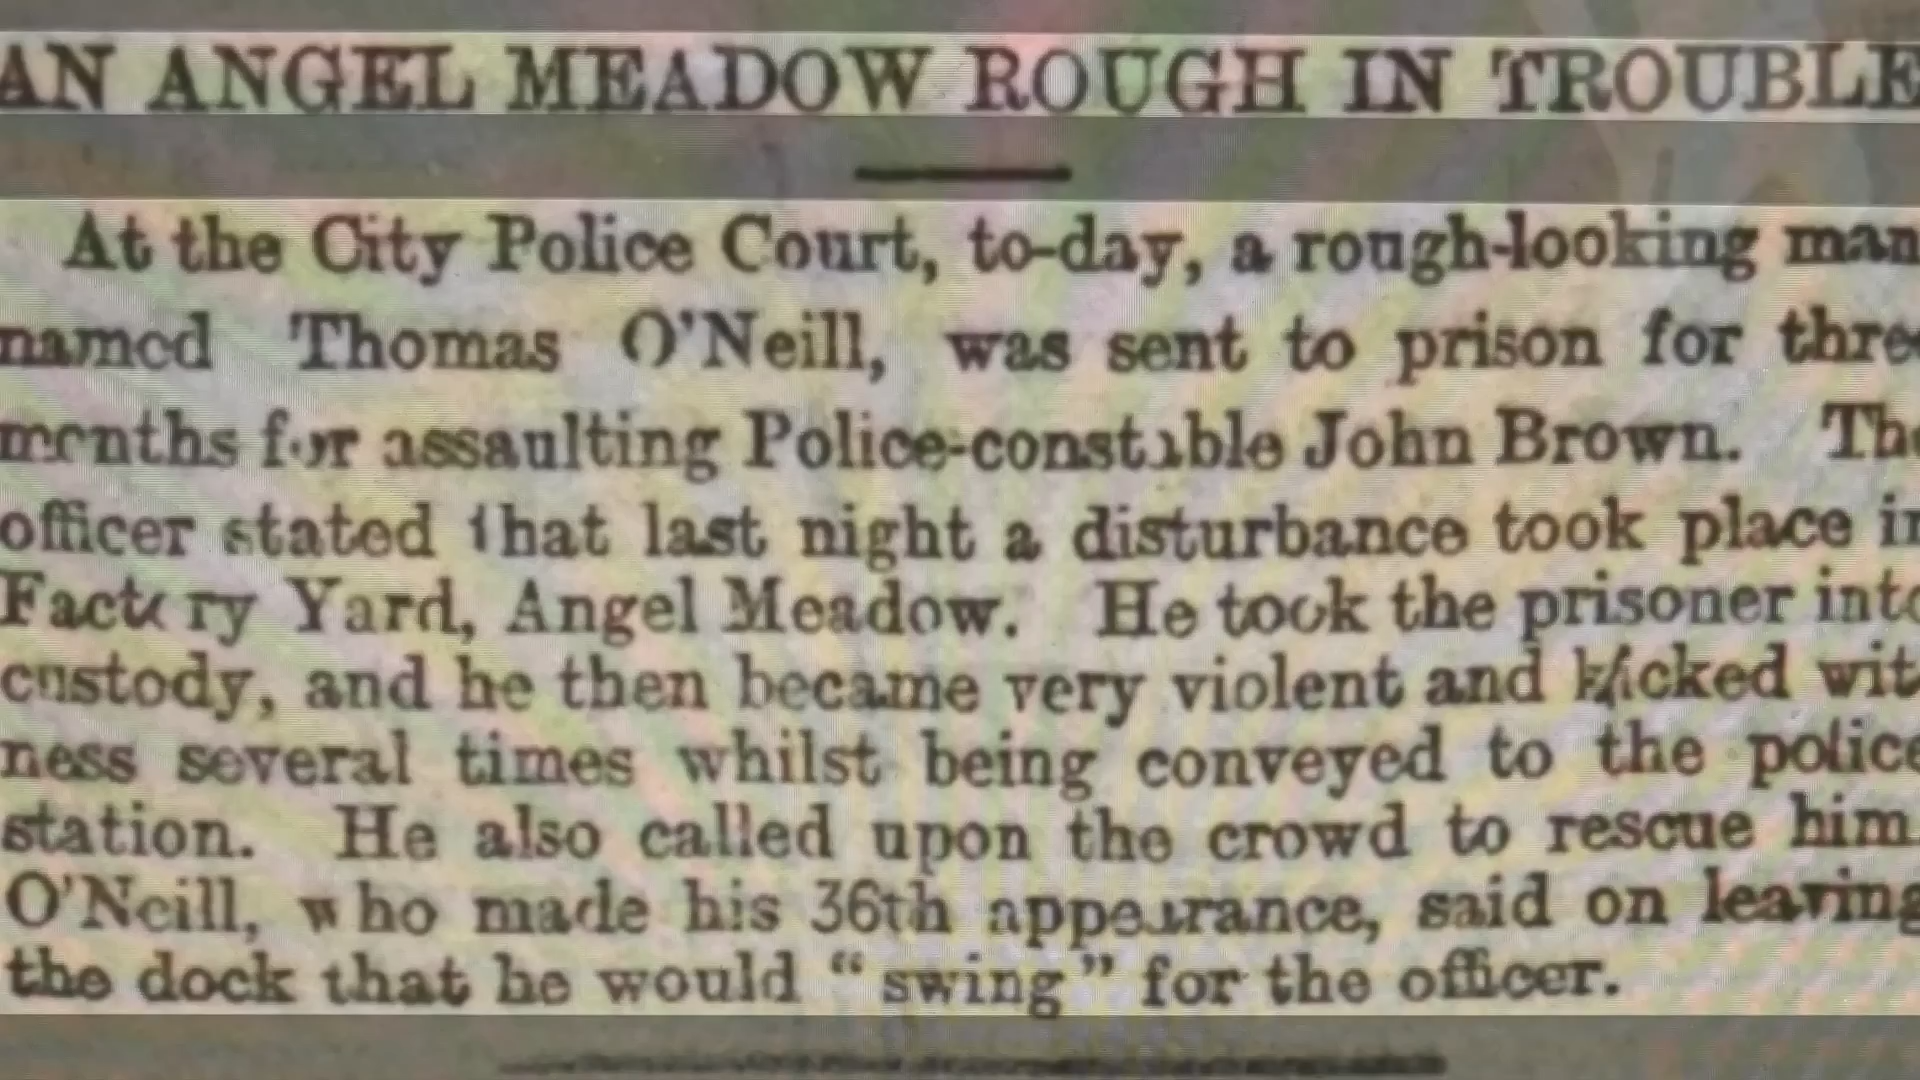 AN ANGEL MEADOW ROUGH IN TROUBLE
At the City Police Court, to-day, a rough-looking man
named Thomas O'Neill, was sent to prison for three
months for assaulting Police-constable John Brown. The
officer stated that last night a disturbance took place in
Factory Yard, Angel Meadow. He took the prisoner into
custody, and he then became very violent and kicked wit-
ness several times whilst being conveyed to the police
station. He also called upon the crowd to rescue him.
O'Neill, who made his 36th appearance, said on leaving
the dock that he would “swing” for the officer.